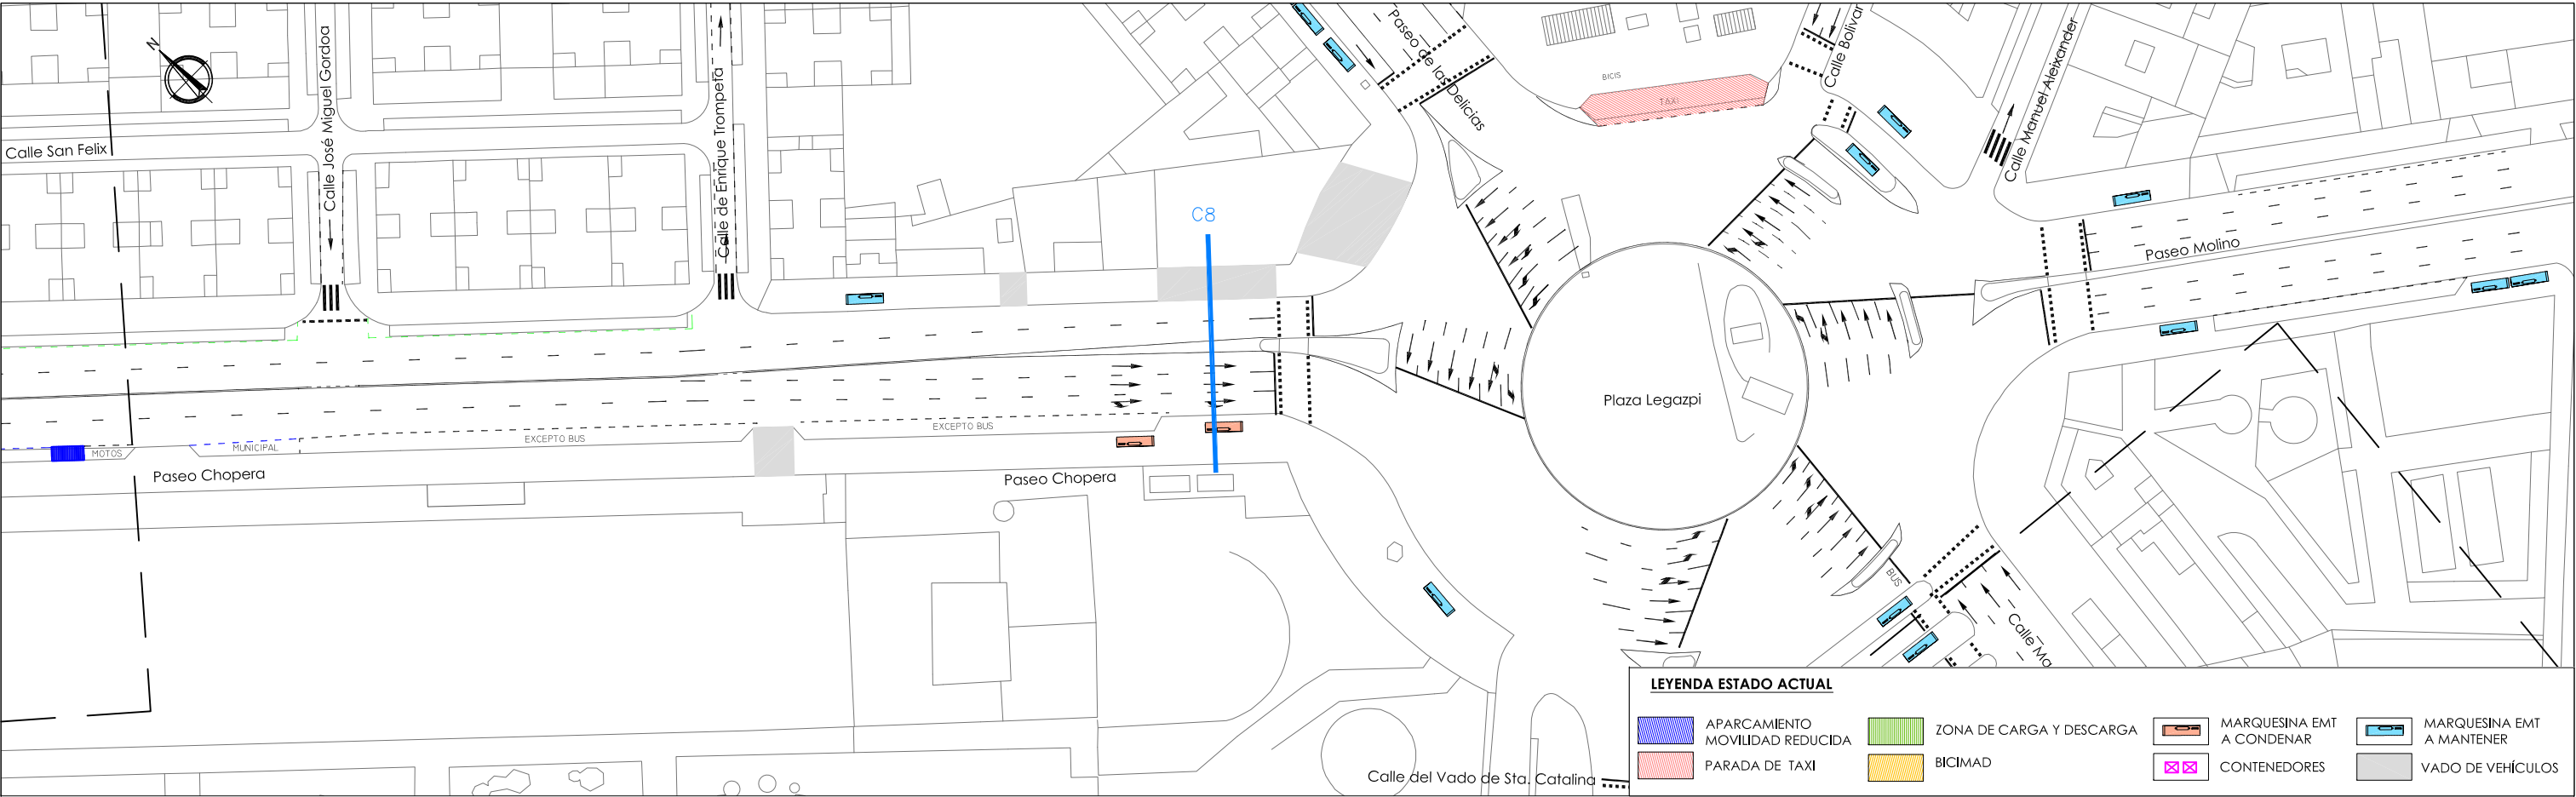 N
Calle San Felix
Calle José Miguel Gordoa
Calle de Enrique Trompeta
C8
Paseo de las Delicias
BICIS
TAXI
Calle Bolivar
Calle Manuel Aleixander
Paseo Molino
Plaza Legazpi
MOTOS
MUNICIPAL
EXCEPTO BUS
EXCEPTO BUS
Paseo Chopera
Paseo Chopera
BUS
Calle Ma
Calle del Vado de Sta. Catalina
LEYENDA ESTADO ACTUAL
APARCAMIENTO
MOVILIDAD REDUCIDA
PARADA DE TAXI
ZONA DE CARGA Y DESCARGA
BICIMAD
MARQUESINA EMT
A CONDENAR
CONTENEDORES
MARQUESINA EMT
A MANTENER
VADO DE VEHÍCULOS